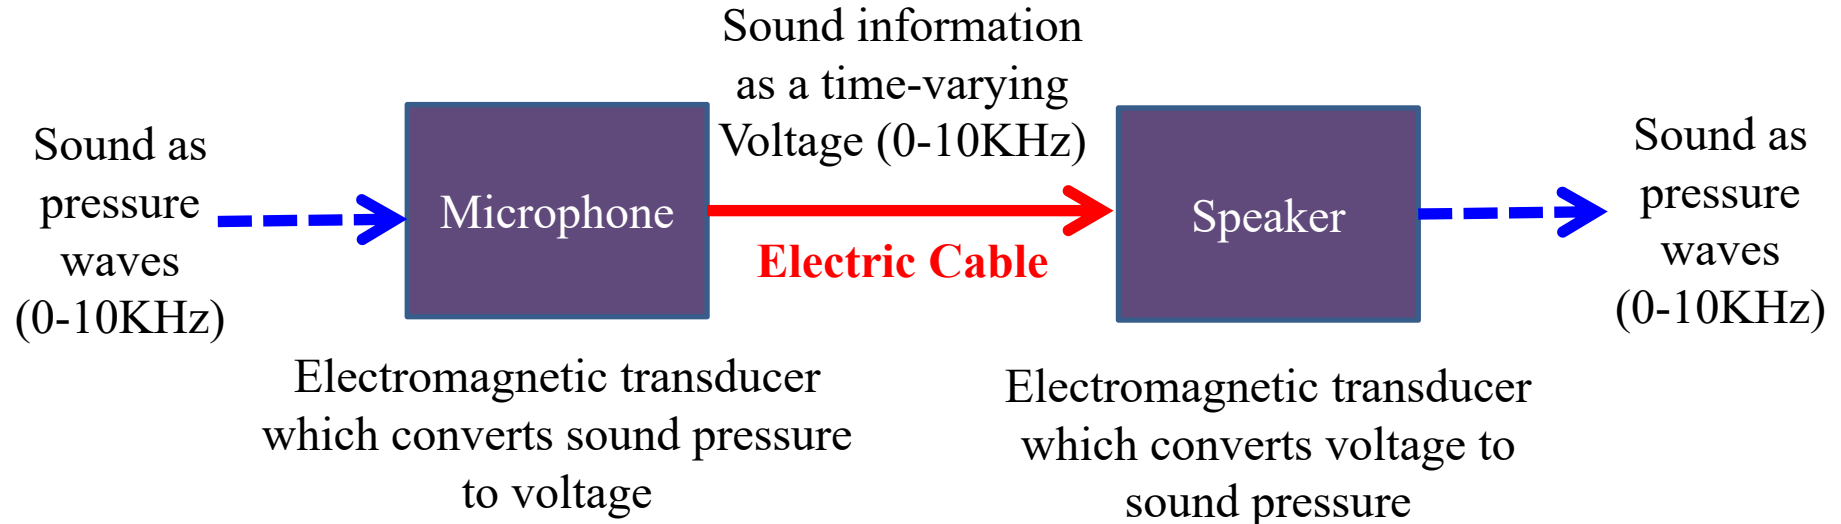 Sound as
pressure
waves
(0-10KHz)
Microphone
Electromagnetic transducer
which converts sound pressure
to voltage
Sound information
as a time-varying
Voltage (0-10KHz)
Electric Cable
Speaker
Electromagnetic transducer
which converts voltage to
sound pressure
Sound as
pressure
waves
(0-10KHz)